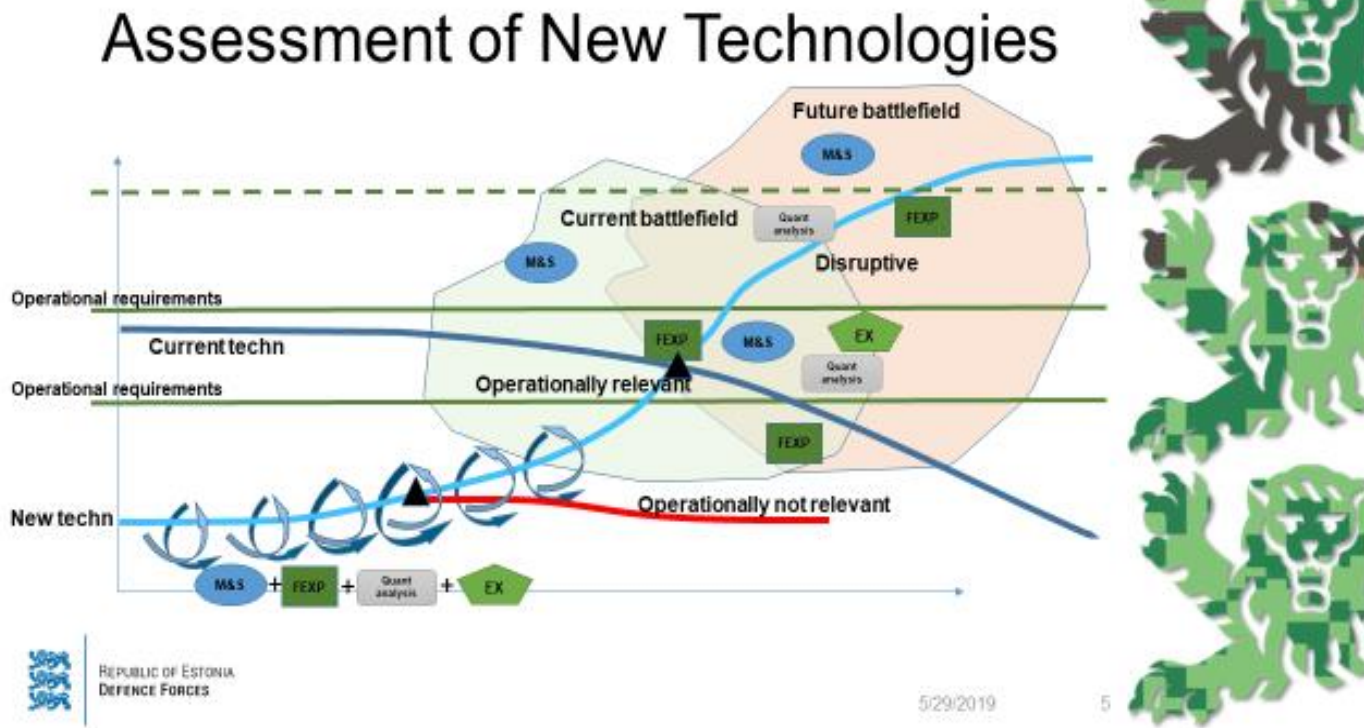 Assessment of New Technologies
Future battlefield
M&S
Current battlefield
Quant
analysis
FEXP
M&S
Disruptive
Operational requirements
FEXP
M&S
EX
Current techn
Quant
analysis
Operationally relevant
Operational requirements
FEXP
Operationally not relevant
New techn
M&S + FEXP + Quant
analysis + EX
REPUBLIC OF ESTONIA
DEFENCE FORCES
5/29/2019 5